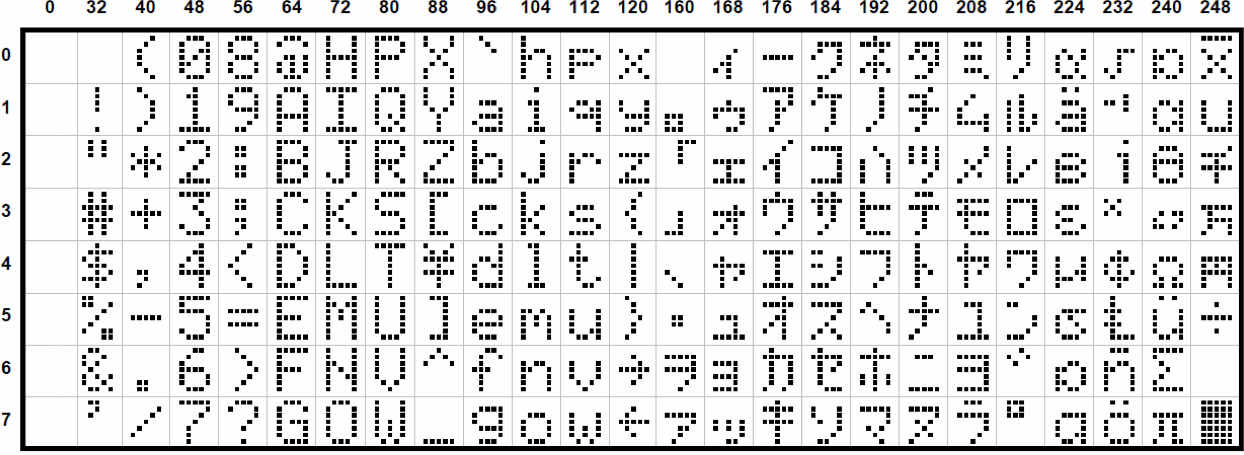 0 32 40 48 56 64 72 80 88 96 104 112 120 160 168 176 184 192 200 208 216 224 232 240 248
0 ( 0 8 @ H P X ` h p x ィ ー ク ネ タ ミ リ α √ p x̄
1 ! ) 1 9 A I Q Y a i q y 。 ゥ ア ケ ノ チ ム ル ä ⁻¹ q
2 " * 2 : B J R Z b j r z 「 ェ イ コ ハ ツ メ レ β i θ 千
3 # + 3 ; C K S [ c k s { 」 ォ ウ サ ヒ テ モ ロ ε ˣ ∞ 万
4 $ , 4 < D L T ¥ d l t | 、 ャ エ シ フ ト ヤ ワ μ ¢ Ω 円
5 % - 5 = E M U ] e m u } ・ ュ オ ス ヘ ナ ユ ン σ £ ü ÷
6 & . 6 > F N V ^ f n v → ヲ ョ カ セ ホ ニ ヨ ゛ ρ ñ Σ
7 ' / 7 ? G O W _ g o w ← ァ ッ キ ソ マ ヌ ラ ゜ g ö π █